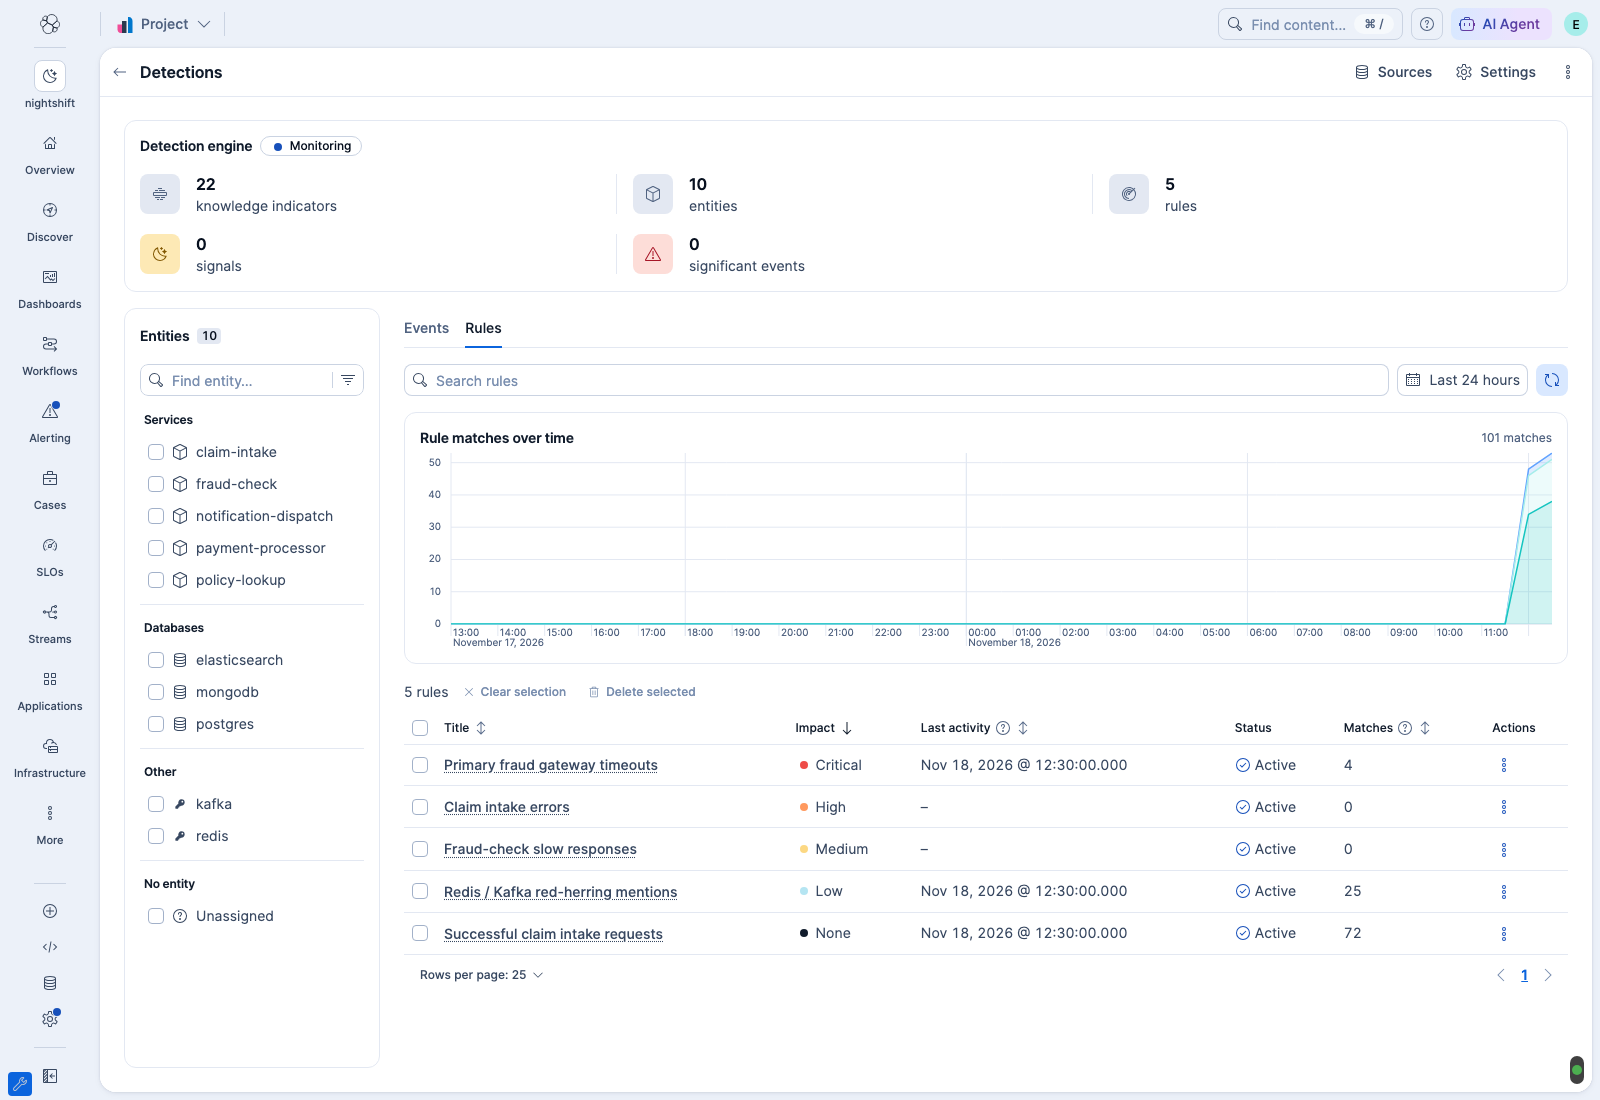 Project
Find content...
⌘ /
AI Agent
E
nightshift
Overview
Discover
Dashboards
Workflows
Alerting
Cases
SLOs
Streams
Applications
Infrastructure
More
Detections
Sources
Settings
Detection engine
Monitoring
22
knowledge indicators
10
entities
5
rules
0
signals
0
significant events
Entities 10
Find entity...
Services
claim-intake
fraud-check
notification-dispatch
payment-processor
policy-lookup
Databases
elasticsearch
mongodb
postgres
Other
kafka
redis
No entity
Unassigned
Events Rules
Search rules
Last 24 hours
Rule matches over time
101 matches
50
40
30
20
10
0
13:00 14:00 15:00 16:00 17:00 18:00 19:00 20:00 21:00 22:00 23:00 00:00 01:00 02:00 03:00 04:00 05:00 06:00 07:00 08:00 09:00 10:00 11:00
November 17, 2026 November 18, 2026
5 rules Clear selection Delete selected
Title Impact Last activity Status Matches Actions
Primary fraud gateway timeouts Critical Nov 18, 2026 @ 12:30:00.000 Active 4
Claim intake errors High – Active 0
Fraud-check slow responses Medium – Active 0
Redis / Kafka red-herring mentions Low Nov 18, 2026 @ 12:30:00.000 Active 25
Successful claim intake requests None Nov 18, 2026 @ 12:30:00.000 Active 72
Rows per page: 25
1